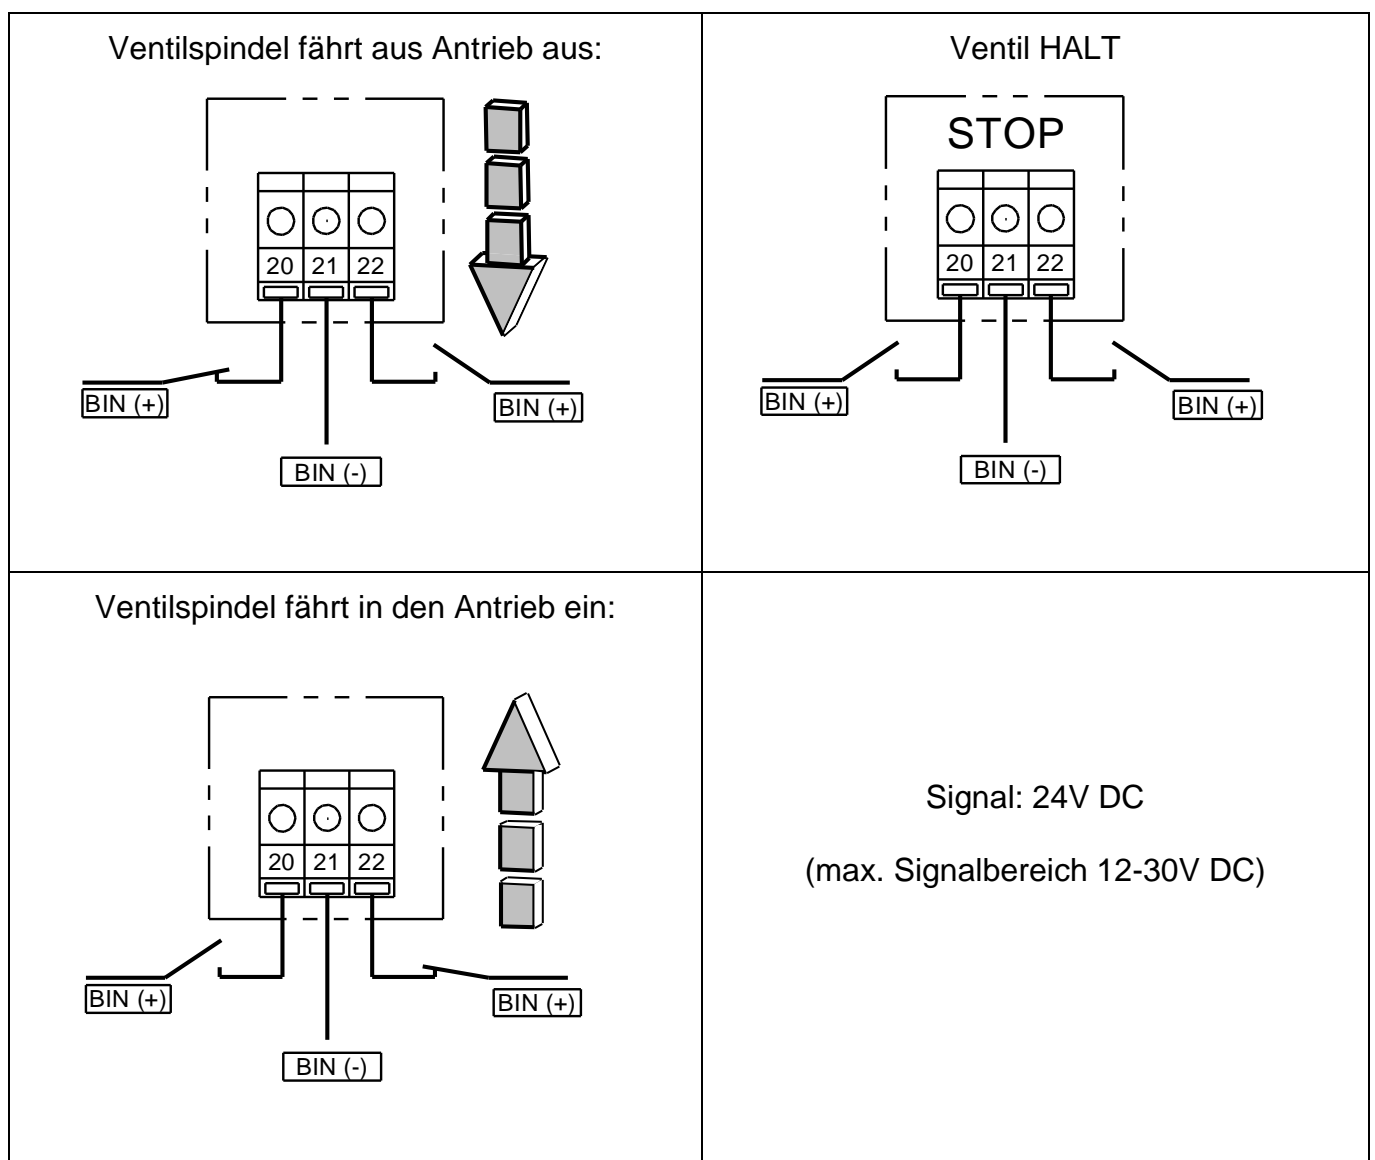 Ventilspindel fährt aus Antrieb aus:
20 21 22
BIN (+)
BIN (+)
BIN (-)
Ventil HALT
STOP
20 21 22
BIN (+)
BIN (+)
BIN (-)
Ventilspindel fährt in den Antrieb ein:
20 21 22
BIN (+)
BIN (+)
BIN (-)
Signal: 24V DC
(max. Signalbereich 12-30V DC)